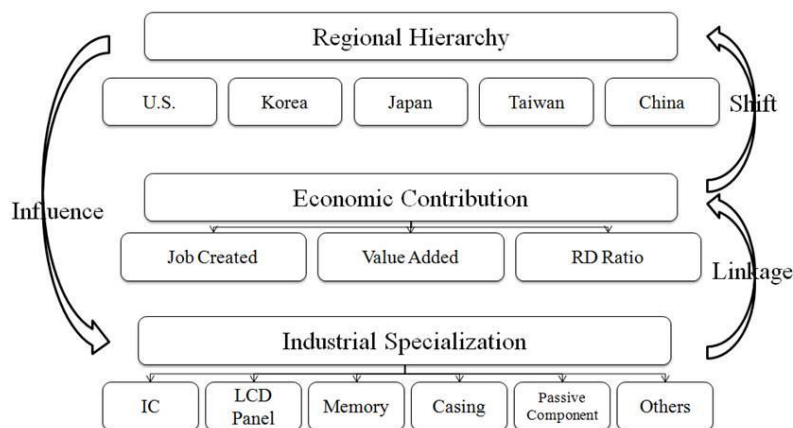 Regional Hierarchy
U.S.
Korea
Japan
Taiwan
China
Shift
Economic Contribution
Influence
Job Created
Value Added
RD Ratio
Linkage
Industrial Specialization
IC
LCD
Panel
Memory
Casing
Passive
Component
Others